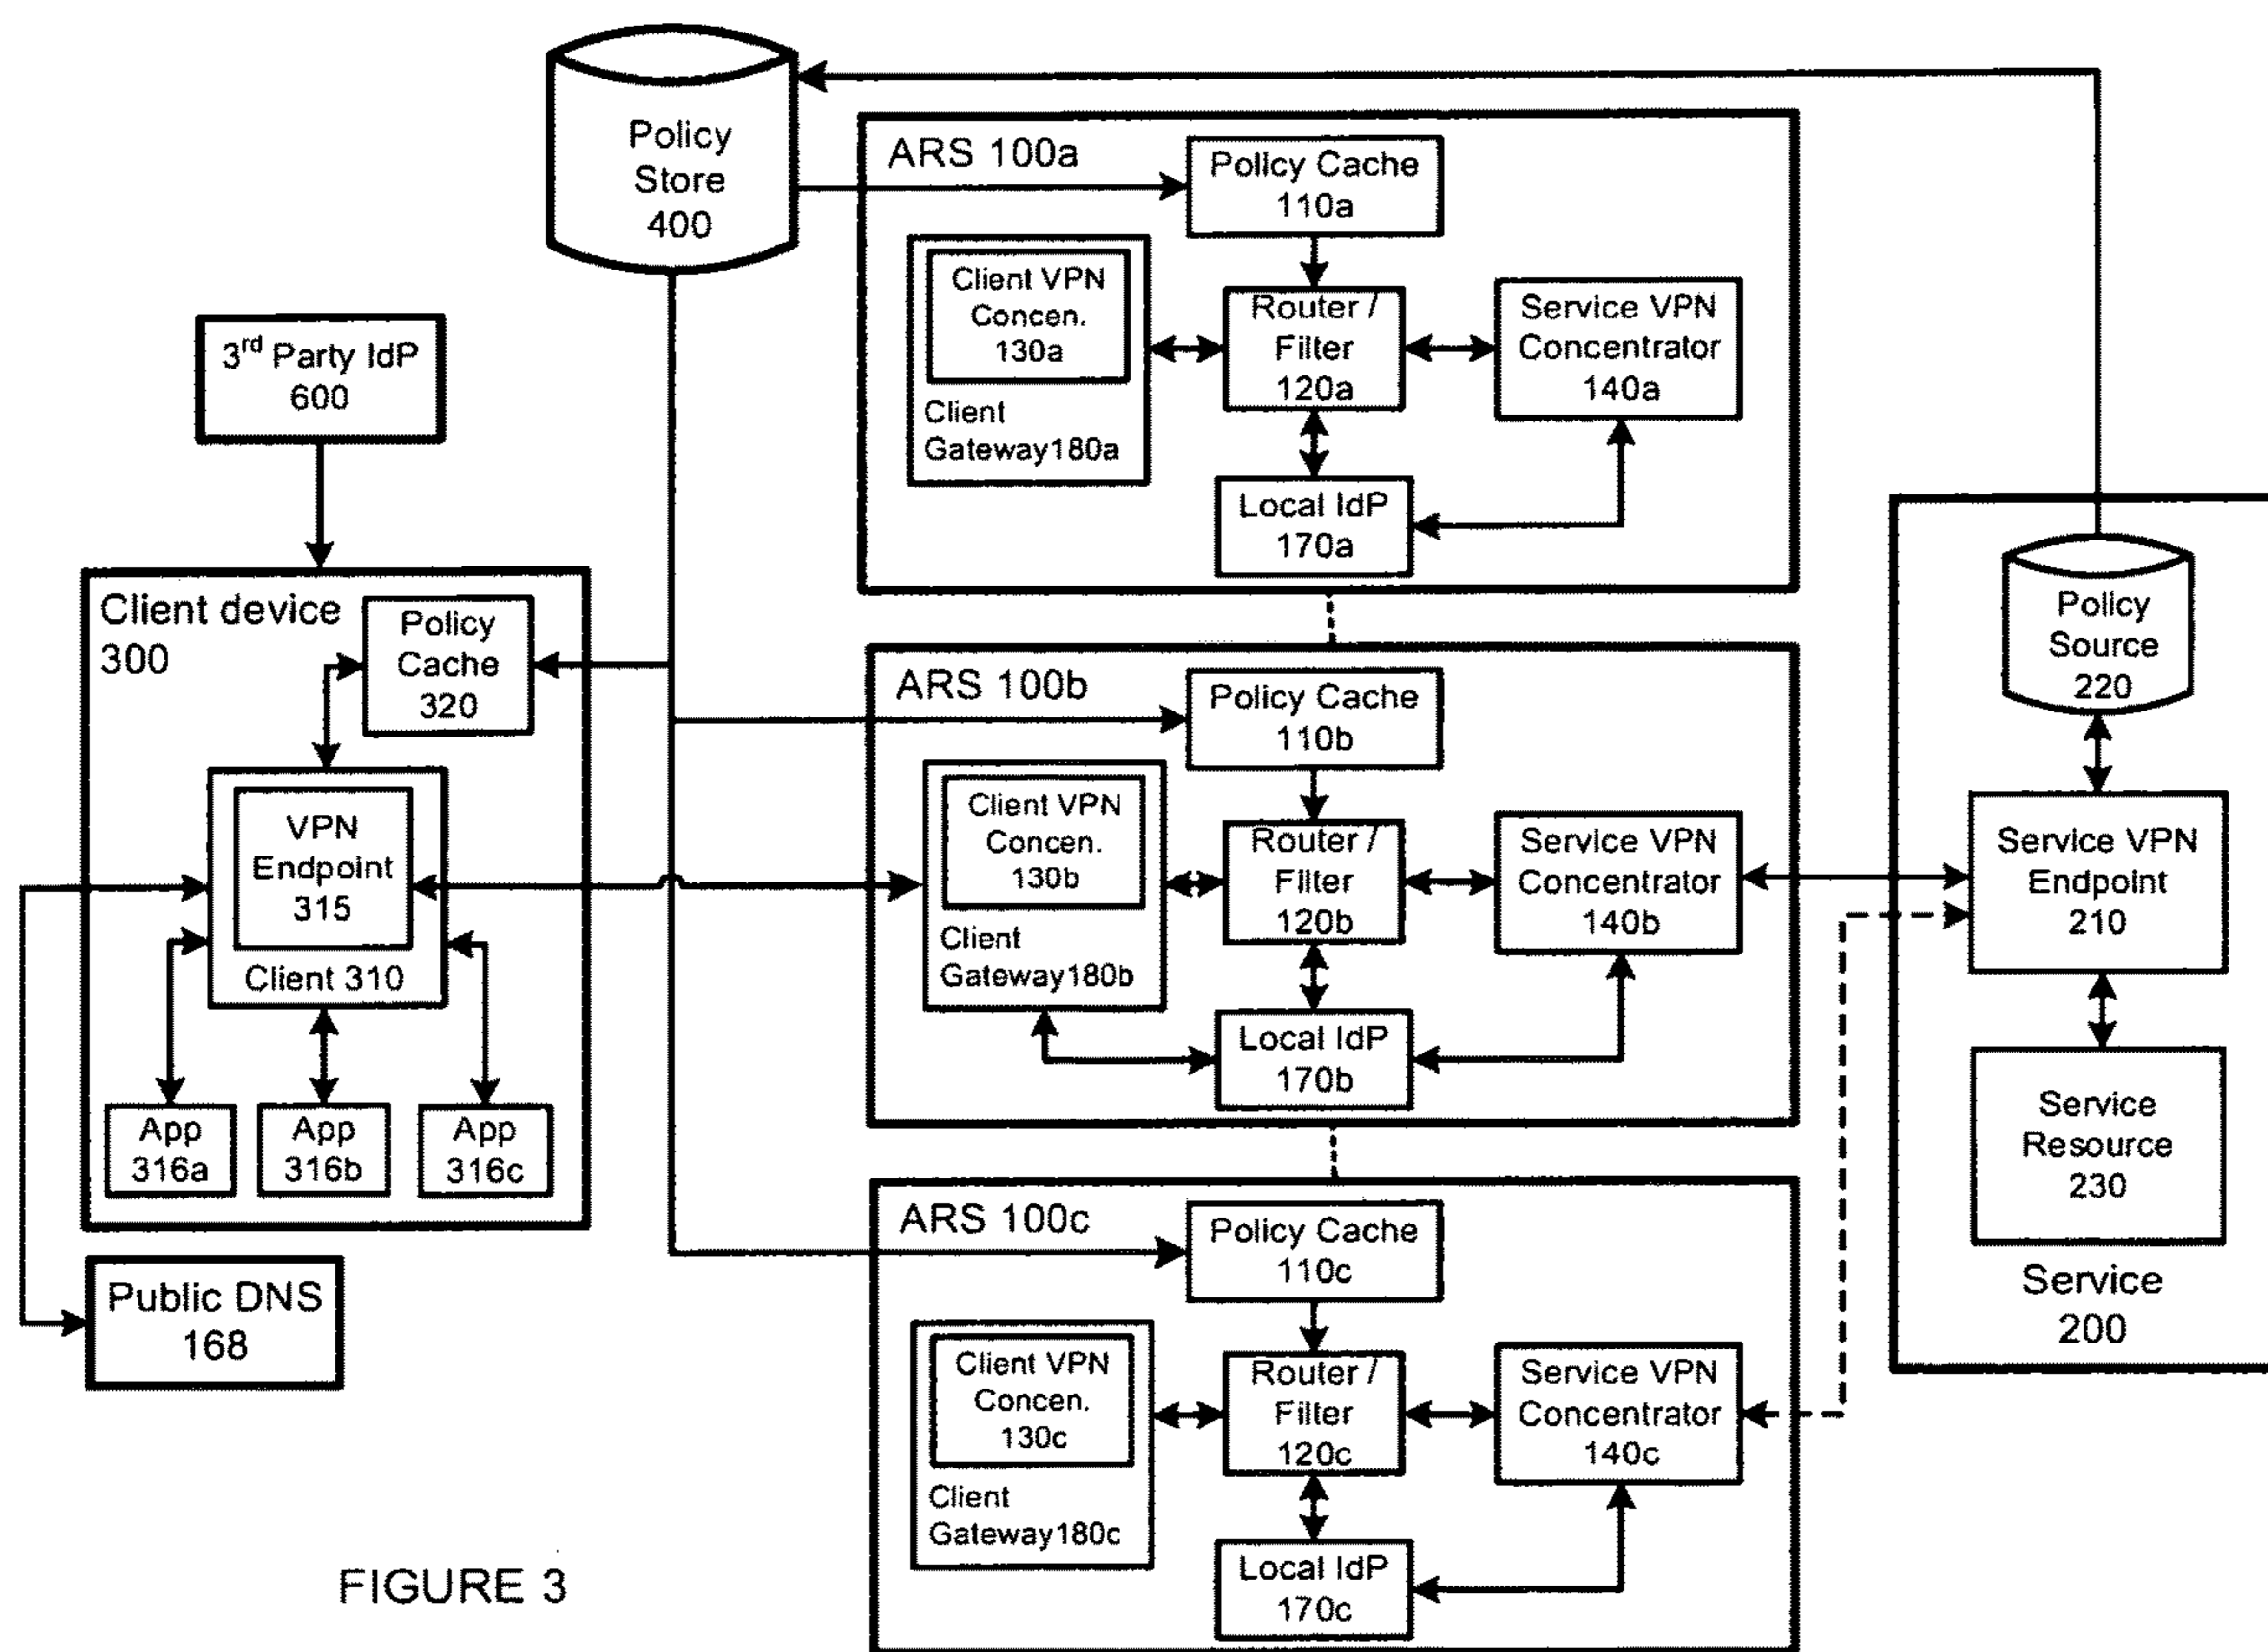 Policy
Store
400
ARS 100a
Policy Cache
110a
Client VPN
Concen.
130a
Client
Gateway180a
Router /
Filter
120a
Service VPN
Concentrator
140a
Local IdP
170a
3rd Party IdP
600
Client device
300
Policy
Cache
320
VPN
Endpoint
315
Client 310
App
316a
App
316b
App
316c
Public DNS
168
ARS 100b
Policy Cache
110b
Client VPN
Concen.
130b
Client
Gateway180b
Router /
Filter
120b
Service VPN
Concentrator
140b
Local IdP
170b
ARS 100c
Policy Cache
110c
Client VPN
Concen.
130c
Client
Gateway180c
Router /
Filter
120c
Service VPN
Concentrator
140c
Local IdP
170c
Policy
Source
220
Service VPN
Endpoint
210
Service
Resource
230
Service
200
FIGURE 3